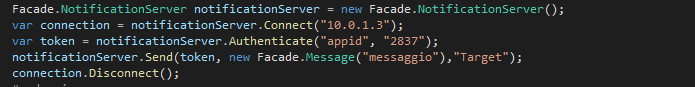 Facade.NotificationServer notificationServer = new Facade.NotificationServer();
var connection = notificationServer.Connect("10.0.1.3");
var token = notificationServer.Authenticate("appid", "2837");
notificationServer.Send(token, new Facade.Message("messaggio"),"Target");
connection.Disconnect();